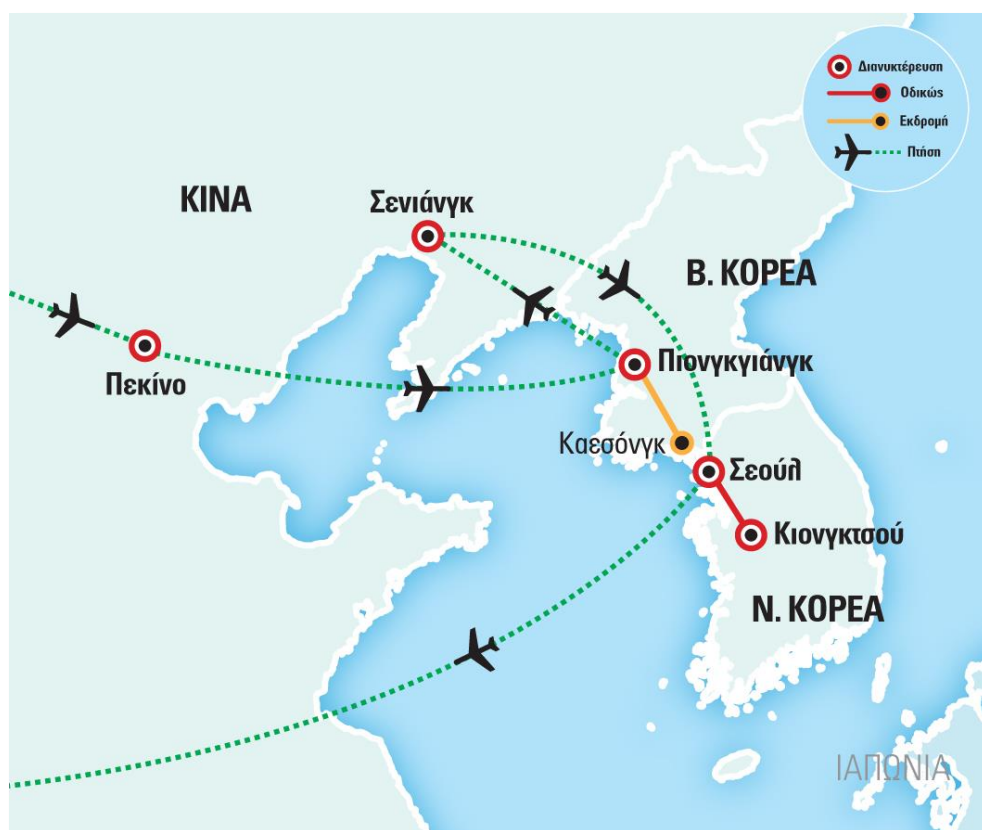 Διανυκτέρευση
Οδικώς
Εκδρομή
Πτήση
ΚΙΝΑ
Σενιάνγκ
Β. ΚΟΡΕΑ
Πεκίνο
Πιονγκγιάνγκ
Καεσόνγκ
Σεούλ
Κιονγκτσού
Ν. ΚΟΡΕΑ
ΙΑΠΩΝΙΑ